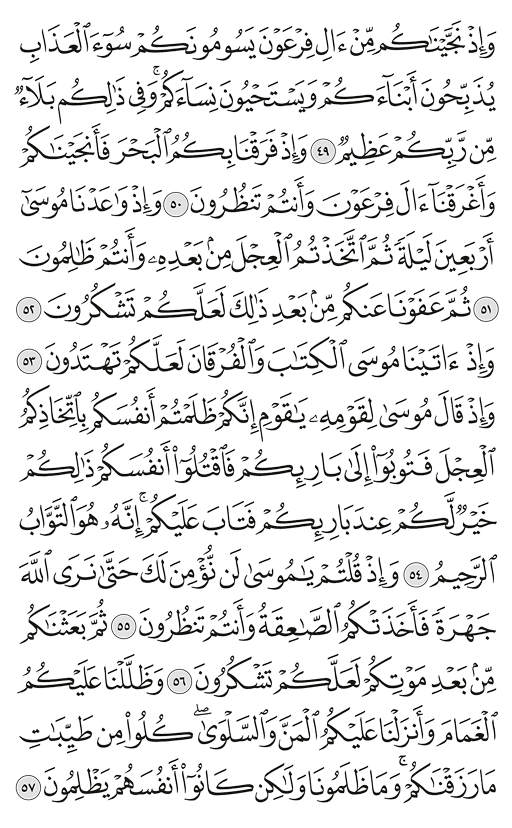 وَإِذْ نَجَّيْنَٰكُم مِّنْ ءَالِ فِرْعَوْنَ يَسُومُونَكُمْ سُوٓءَ ٱلْعَذَابِ
يُذَبِّحُونَ أَبْنَآءَكُمْ وَيَسْتَحْيُونَ نِسَآءَكُمْ ۚ وَفِى ذَٰلِكُم بَلَآءٌ
مِّن رَّبِّكُمْ عَظِيمٌ ٤٩ وَإِذْ فَرَقْنَا بِكُمُ ٱلْبَحْرَ فَأَنجَيْنَٰكُمْ
وَأَغْرَقْنَآ ءَالَ فِرْعَوْنَ وَأَنتُمْ تَنظُرُونَ ٥٠ وَإِذْ وَٰعَدْنَا مُوسَىٰٓ
أَرْبَعِينَ لَيْلَةً ثُمَّ ٱتَّخَذْتُمُ ٱلْعِجْلَ مِنۢ بَعْدِهِۦ وَأَنتُمْ ظَٰلِمُونَ
٥١ ثُمَّ عَفَوْنَا عَنكُم مِّنۢ بَعْدِ ذَٰلِكَ لَعَلَّكُمْ تَشْكُرُونَ ٥٢
وَإِذْ ءَاتَيْنَا مُوسَى ٱلْكِتَٰبَ وَٱلْفُرْقَانَ لَعَلَّكُمْ تَهْتَدُونَ ٥٣
وَإِذْ قَالَ مُوسَىٰ لِقَوْمِهِۦ يَٰقَوْمِ إِنَّكُمْ ظَلَمْتُمْ أَنفُسَكُم بِٱتِّخَاذِكُمُ
ٱلْعِجْلَ فَتُوبُوٓا۟ إِلَىٰ بَارِئِكُمْ فَٱقْتُلُوٓا۟ أَنفُسَكُمْ ذَٰلِكُمْ
خَيْرٌ لَّكُمْ عِندَ بَارِئِكُمْ فَتَابَ عَلَيْكُمْ ۚ إِنَّهُۥ هُوَ ٱلتَّوَّابُ
ٱلرَّحِيمُ ٥٤ وَإِذْ قُلْتُمْ يَٰمُوسَىٰ لَن نُّؤْمِنَ لَكَ حَتَّىٰ نَرَى ٱللَّهَ
جَهْرَةً فَأَخَذَتْكُمُ ٱلصَّٰعِقَةُ وَأَنتُمْ تَنظُرُونَ ٥٥ ثُمَّ بَعَثْنَٰكُم
مِّنۢ بَعْدِ مَوْتِكُمْ لَعَلَّكُمْ تَشْكُرُونَ ٥٦ وَظَلَّلْنَا عَلَيْكُمُ
ٱلْغَمَامَ وَأَنزَلْنَا عَلَيْكُمُ ٱلْمَنَّ وَٱلسَّلْوَىٰ ۖ كُلُوا۟ مِن طَيِّبَٰتِ
مَا رَزَقْنَٰكُمْ ۚ وَمَا ظَلَمُونَا وَلَٰكِن كَانُوٓا۟ أَنفُسَهُمْ يَظْلِمُونَ ٥٧